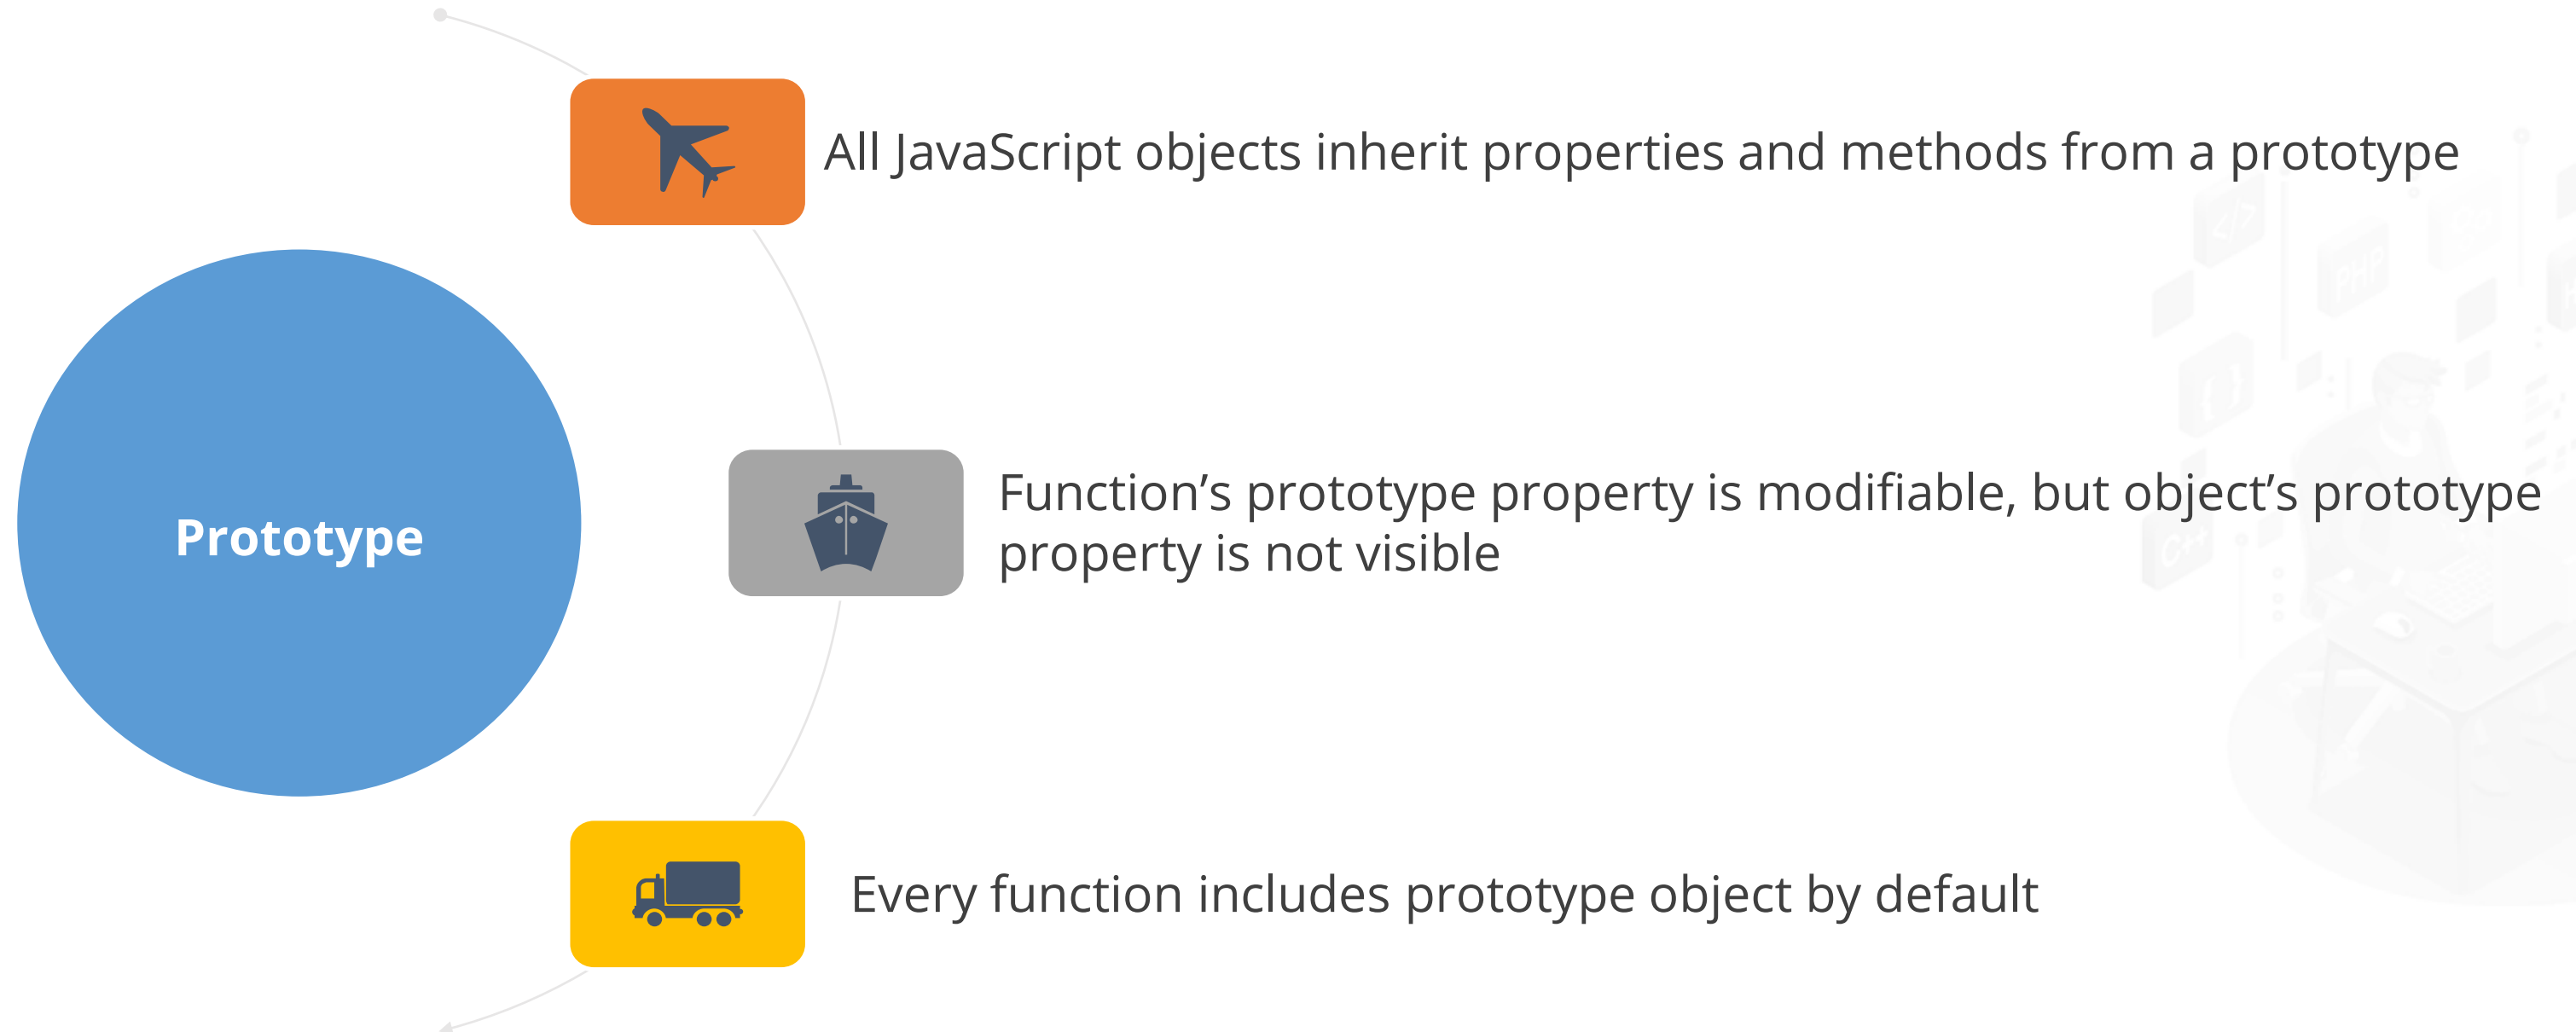 All JavaScript objects inherit properties and methods from a prototype
Prototype
Function’s prototype property is modifiable, but object’s prototype
property is not visible
Every function includes prototype object by default
</>
PHP
{ }
C++